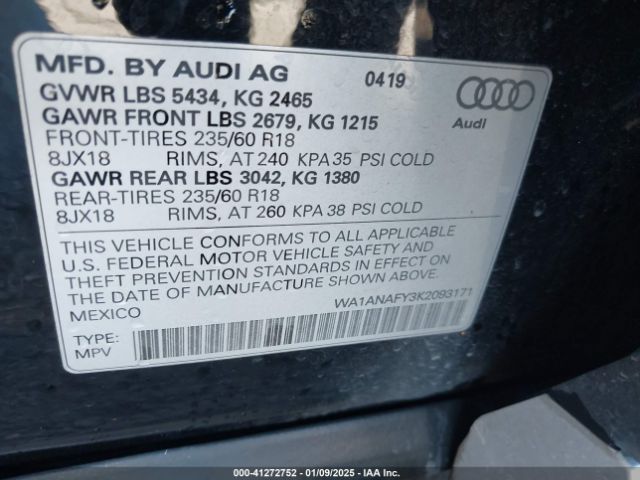 MFD. BY AUDI AG 0419
GVWR LBS 5434, KG 2465
GAWR FRONT LBS 2679, KG 1215
FRONT-TIRES 235/60 R18
8JX18 RIMS, AT 240 KPA 35 PSI COLD
GAWR REAR LBS 3042, KG 1380
REAR-TIRES 235/60 R18
8JX18 RIMS, AT 260 KPA 38 PSI COLD
Audi
THIS VEHICLE CONFORMS TO ALL APPLICABLE
U.S. FEDERAL MOTOR VEHICLE SAFETY AND
THEFT PREVENTION STANDARDS IN EFFECT ON
THE DATE OF MANUFACTURE SHOWN ABOVE.
MEXICO WA1ANAFY3K2093171
TYPE:
MPV
000-41272752 - 01/09/2025 - IAA Inc.